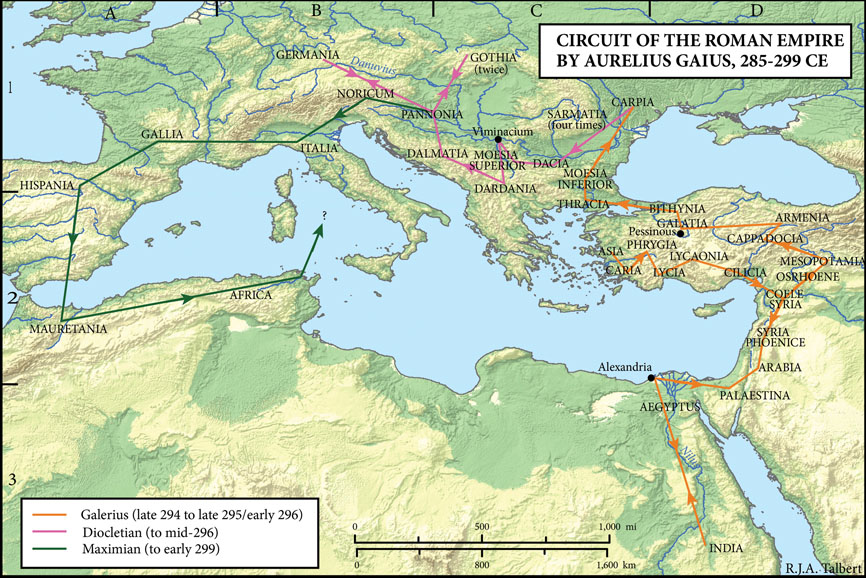 A
B
C
D
CIRCUIT OF THE ROMAN EMPIRE
BY AURELIUS GAIUS, 285-299 CE
1
GERMANIA
Danuvius
GOTHIA
(twice)
NORICUM
PANNONIA
SARMATIA
(four times)
CARPIA
GALLIA
ITALIA
Viminacium
DALMATIA
MOESIA
SUPERIOR
DACIA
DARDANIA
MOESIA
INFERIOR
HISPANIA
THRACIA
BITHYNIA
GALATIA
ARMENIA
?
Pessinous
PHRYGIA
CAPPADOCIA
ASIA
LYCAONIA
MESOPOTAMIA
CARIA
LYCIA
CILICIA
OSRHOENE
2
AFRICA
COELE
SYRIA
MAURETANIA
SYRIA
PHOENICE
Alexandria
ARABIA
AEGYPTUS
PALAESTINA
3
Nilus
INDIA
Galerius (late 294 to late 295/early 296)
Diocletian (to mid-296)
Maximian (to early 299)
0 500 1,000 mi
0 800 1,600 km
R.J.A. Talbert